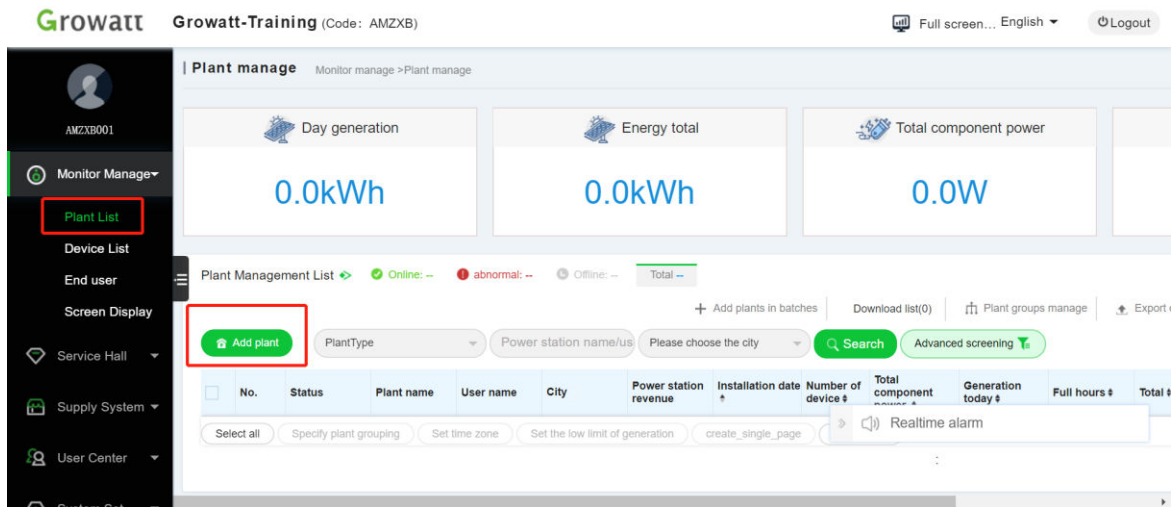 Growatt Growatt-Training (Code: AMZXB) Full screen... English Logout
Plant manage Monitor manage >Plant manage
AMZXB001
Day generation Energy total Total component power
0.0kWh 0.0kWh 0.0W
Monitor Manage
Plant List
Device List
End user
Screen Display
Service Hall
Supply System
User Center
Plant Management List Online: -- abnormal: -- Offline: -- Total --
Add plants in batches Download list(0) Plant groups manage Export
Add plant PlantType Power station name/us Please choose the city Search Advanced screening
No. Status Plant name User name City Power station revenue Installation date Number of device Total component power Generation today Full hours Total
Select all Specify plant grouping Set time zone Set the low limit of generation create_single_page
Realtime alarm